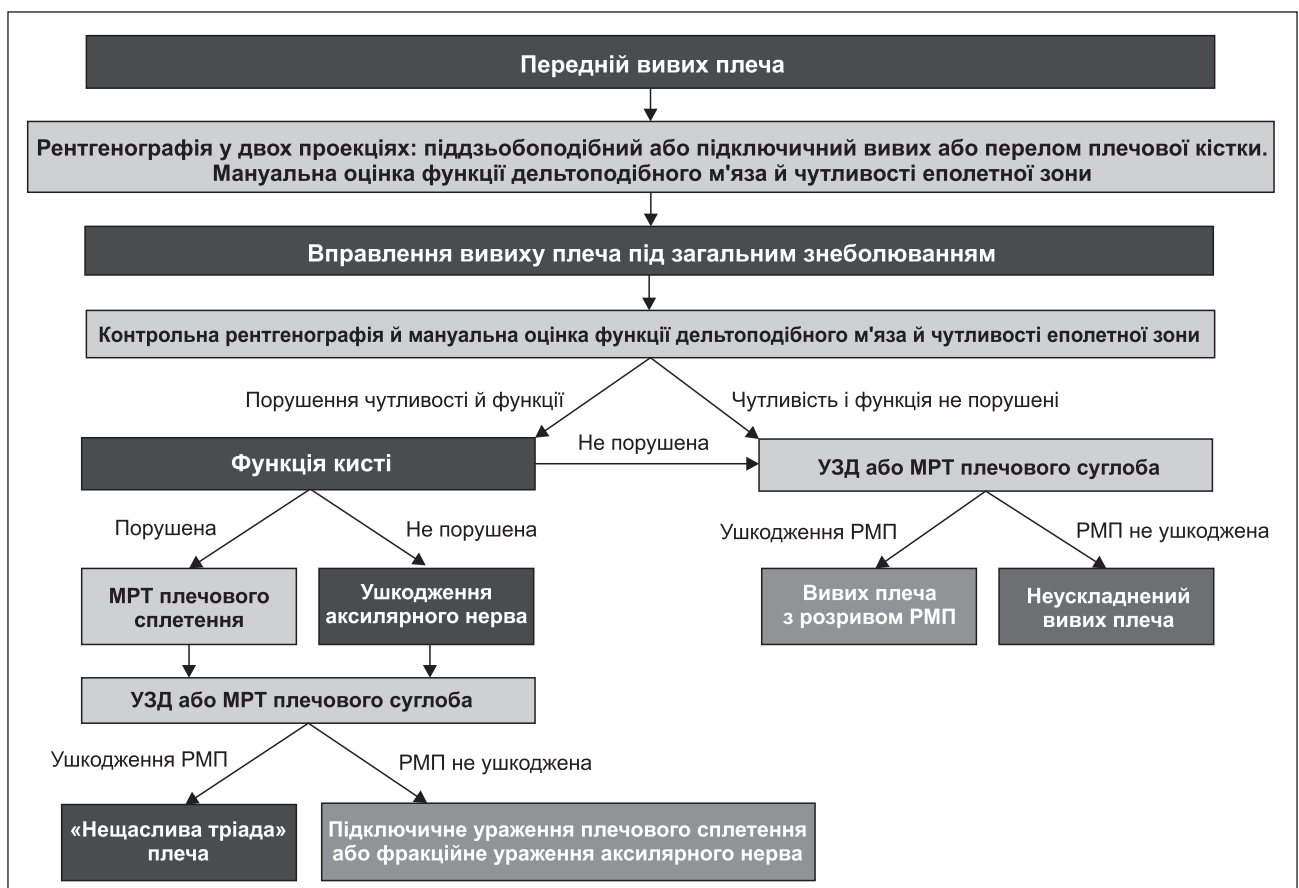 Передній вивих плеча
Рентгенографія у двох проекціях: піддзьобоподібний або підключичний вивих або перелом плечової кістки.
Мануальна оцінка функції дельтоподібного м'яза й чутливості еполетної зони
Вправлення вивиху плеча під загальним знеболюванням
Контрольна рентгенографія й мануальна оцінка функції дельтоподібного м'яза й чутливості еполетної зони
Порушення чутливості й функції
Чутливість і функція не порушені
Функція кисті
Не порушена
УЗД або МРТ плечового суглоба
Порушена
Не порушена
Ушкодження РМП
РМП не ушкоджена
МРТ плечового
сплетення
Ушкодження
аксилярного нерва
Вивих плеча
з розривом РМП
Неускладнений
вивих плеча
УЗД або МРТ плечового суглоба
Ушкодження РМП
РМП не ушкоджена
«Нещаслива тріада»
плеча
Підключичне ураження плечового сплетення
або фракційне ураження аксилярного нерва